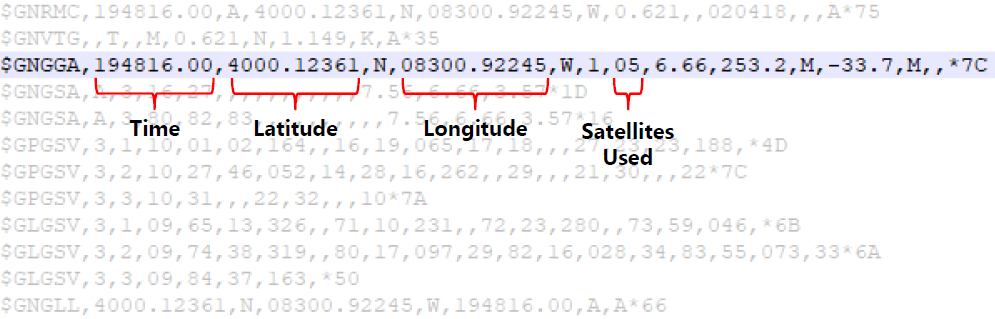 $GNRMC,194816.00,A,4000.12361,N,08300.92245,W,0.621,,020418,,,A*75
$GNVTG,,T,,M,0.621,N,1.149,K,A*35
$GNGGA,194816.00,4000.12361,N,08300.92245,W,1,05,6.66,253.2,M,-33.7,M,,*7C
$GNGSA,A,3,16,27,,,,,,,,,,,7.56,6.66,3.57*1D
Time
Latitude
Longitude
Satellites
Used
$GNGSA,A,3,80,82,83,,,,,,,,,,7.56,6.66,3.57*16
$GPGSV,3,1,10,01,02,164,,16,19,065,17,18,,,27,23,23,188,*4D
$GPGSV,3,2,10,27,46,052,14,28,16,262,,29,,,21,30,,,22*7C
$GPGSV,3,3,10,31,,,22,32,,,10*7A
$GLGSV,3,1,09,65,13,326,,71,10,231,,72,23,280,,73,59,046,*6B
$GLGSV,3,2,09,74,38,319,,80,17,097,29,82,16,028,34,83,55,073,33*6A
$GLGSV,3,3,09,84,37,163,*50
$GNGLL,4000.12361,N,08300.92245,W,194816.00,A,A*66